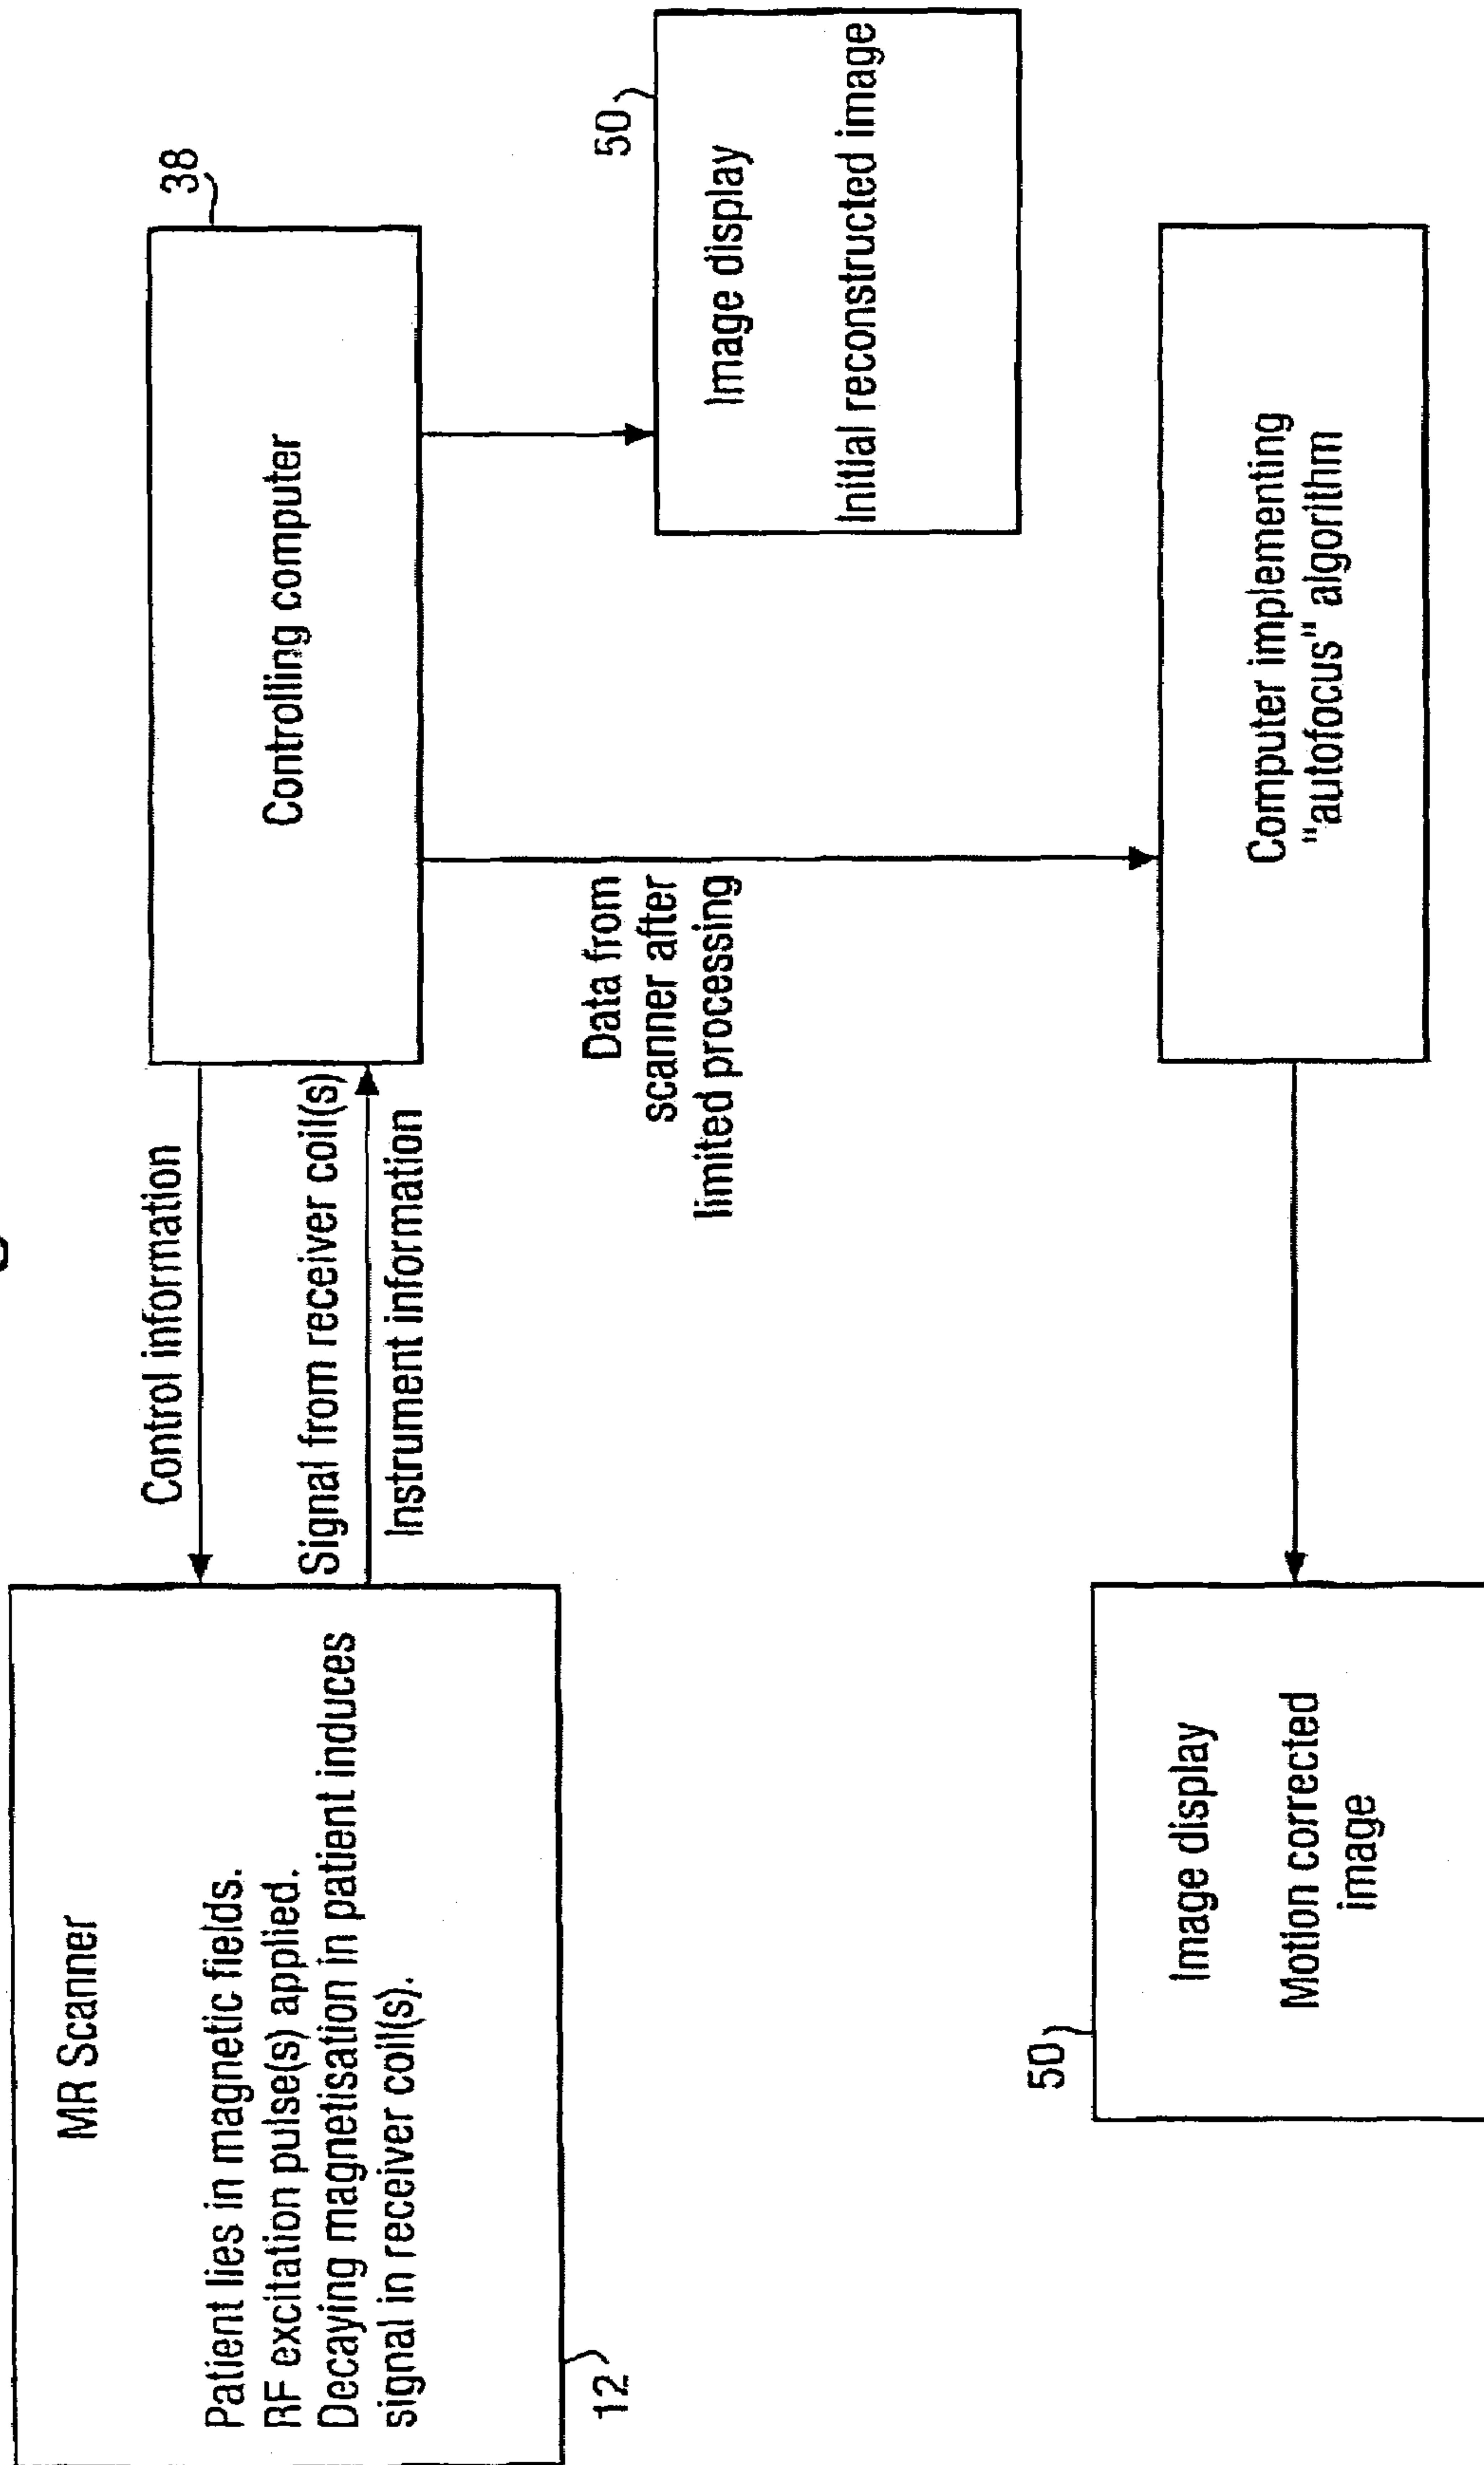 MR Scanner
Patient lies in magnetic fields.
RF excitation pulse(s) applied.
Decaying magnetisation in patient induces
signal in receiver coil(s).
12
Control information
Signal from receiver coil(s)
Instrument information
Controlling computer
38
Data from
scanner after
limited processing
50
Image display
Initial reconstructed image
Computer implementing
"autofocus" algorithm
50
Image display
Motion corrected
image